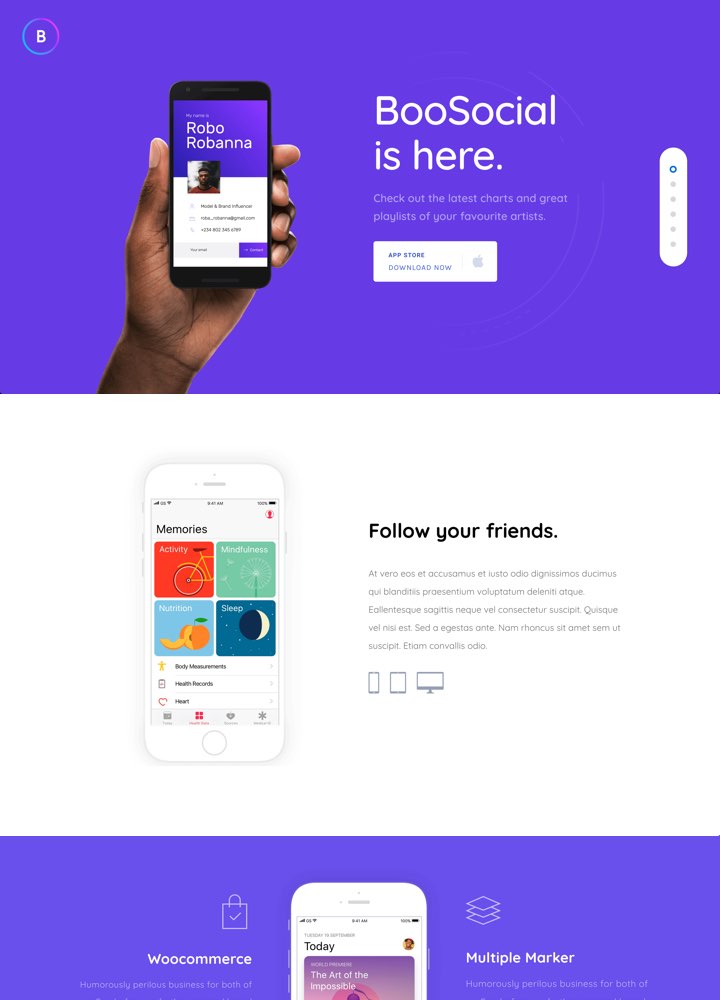 B
BooSocial
is here.
Check out the latest charts and great
playlists of your favourite artists.
APP STORE
DOWNLOAD NOW
My name is
Robo
Robanna
Model & Brand Influencer
robo_robanna@gmail.com
+234 802 345 6789
Your email
Contact
GS
9:41 AM
100%
Memories
Activity
Mindfulness
Nutrition
Sleep
Body Measurements
Health Records
Heart
Today
Health Data
Sources
Medical ID
Follow your friends.
At vero eos et accusamus et iusto odio dignissimos ducimus
qui blanditiis praesentium voluptatum deleniti atque.
Eallentesque sagittis neque vel consectetur suscipit. Quisque
vel nisi est. Sed a egestas ante. Nam rhoncus sit amet sem ut
suscipit. Etiam convallis odio.
Woocommerce
Humorously perilous business for both of
GS
9:41 AM
100%
TUESDAY 19 SEPTEMBER
Today
WORLD PREMIERE
The Art of the
Impossible
Multiple Marker
Humorously perilous business for both of